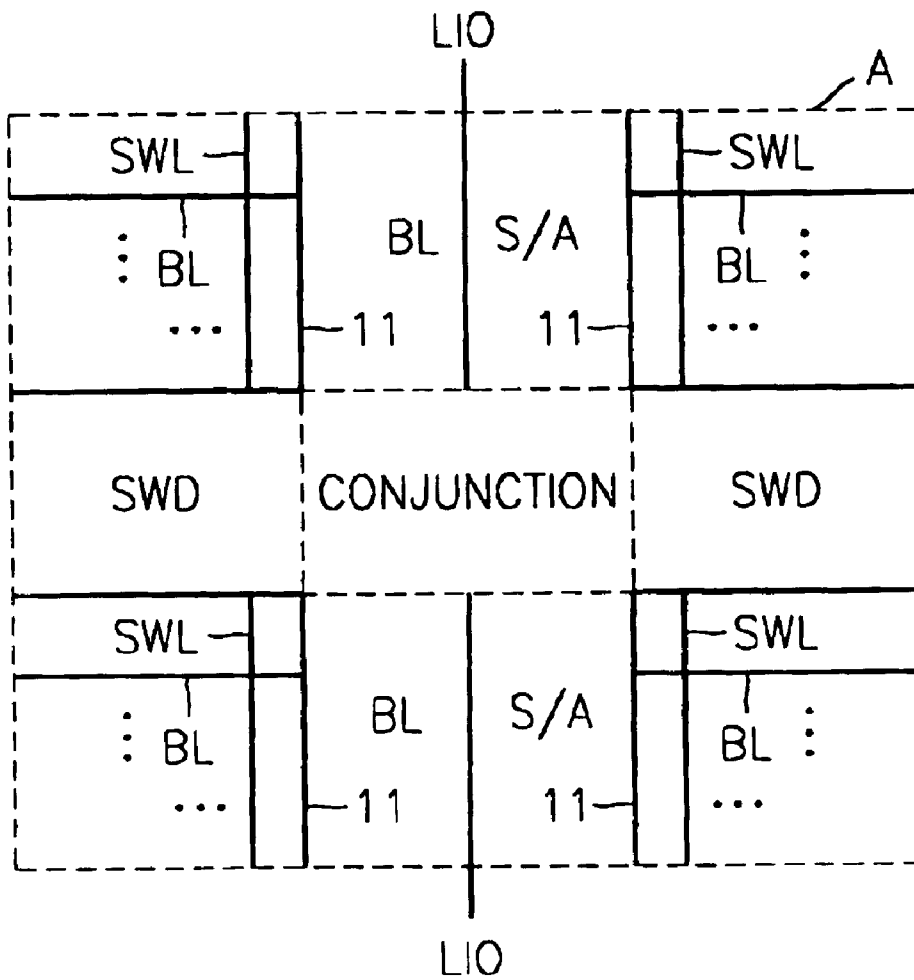 LIO
A
SWL SWL
BL S/A
BL BL
... 11 11 ...
SWD CONJUNCTION SWD
SWL SWL
BL S/A
BL BL
... 11 11 ...
LIO